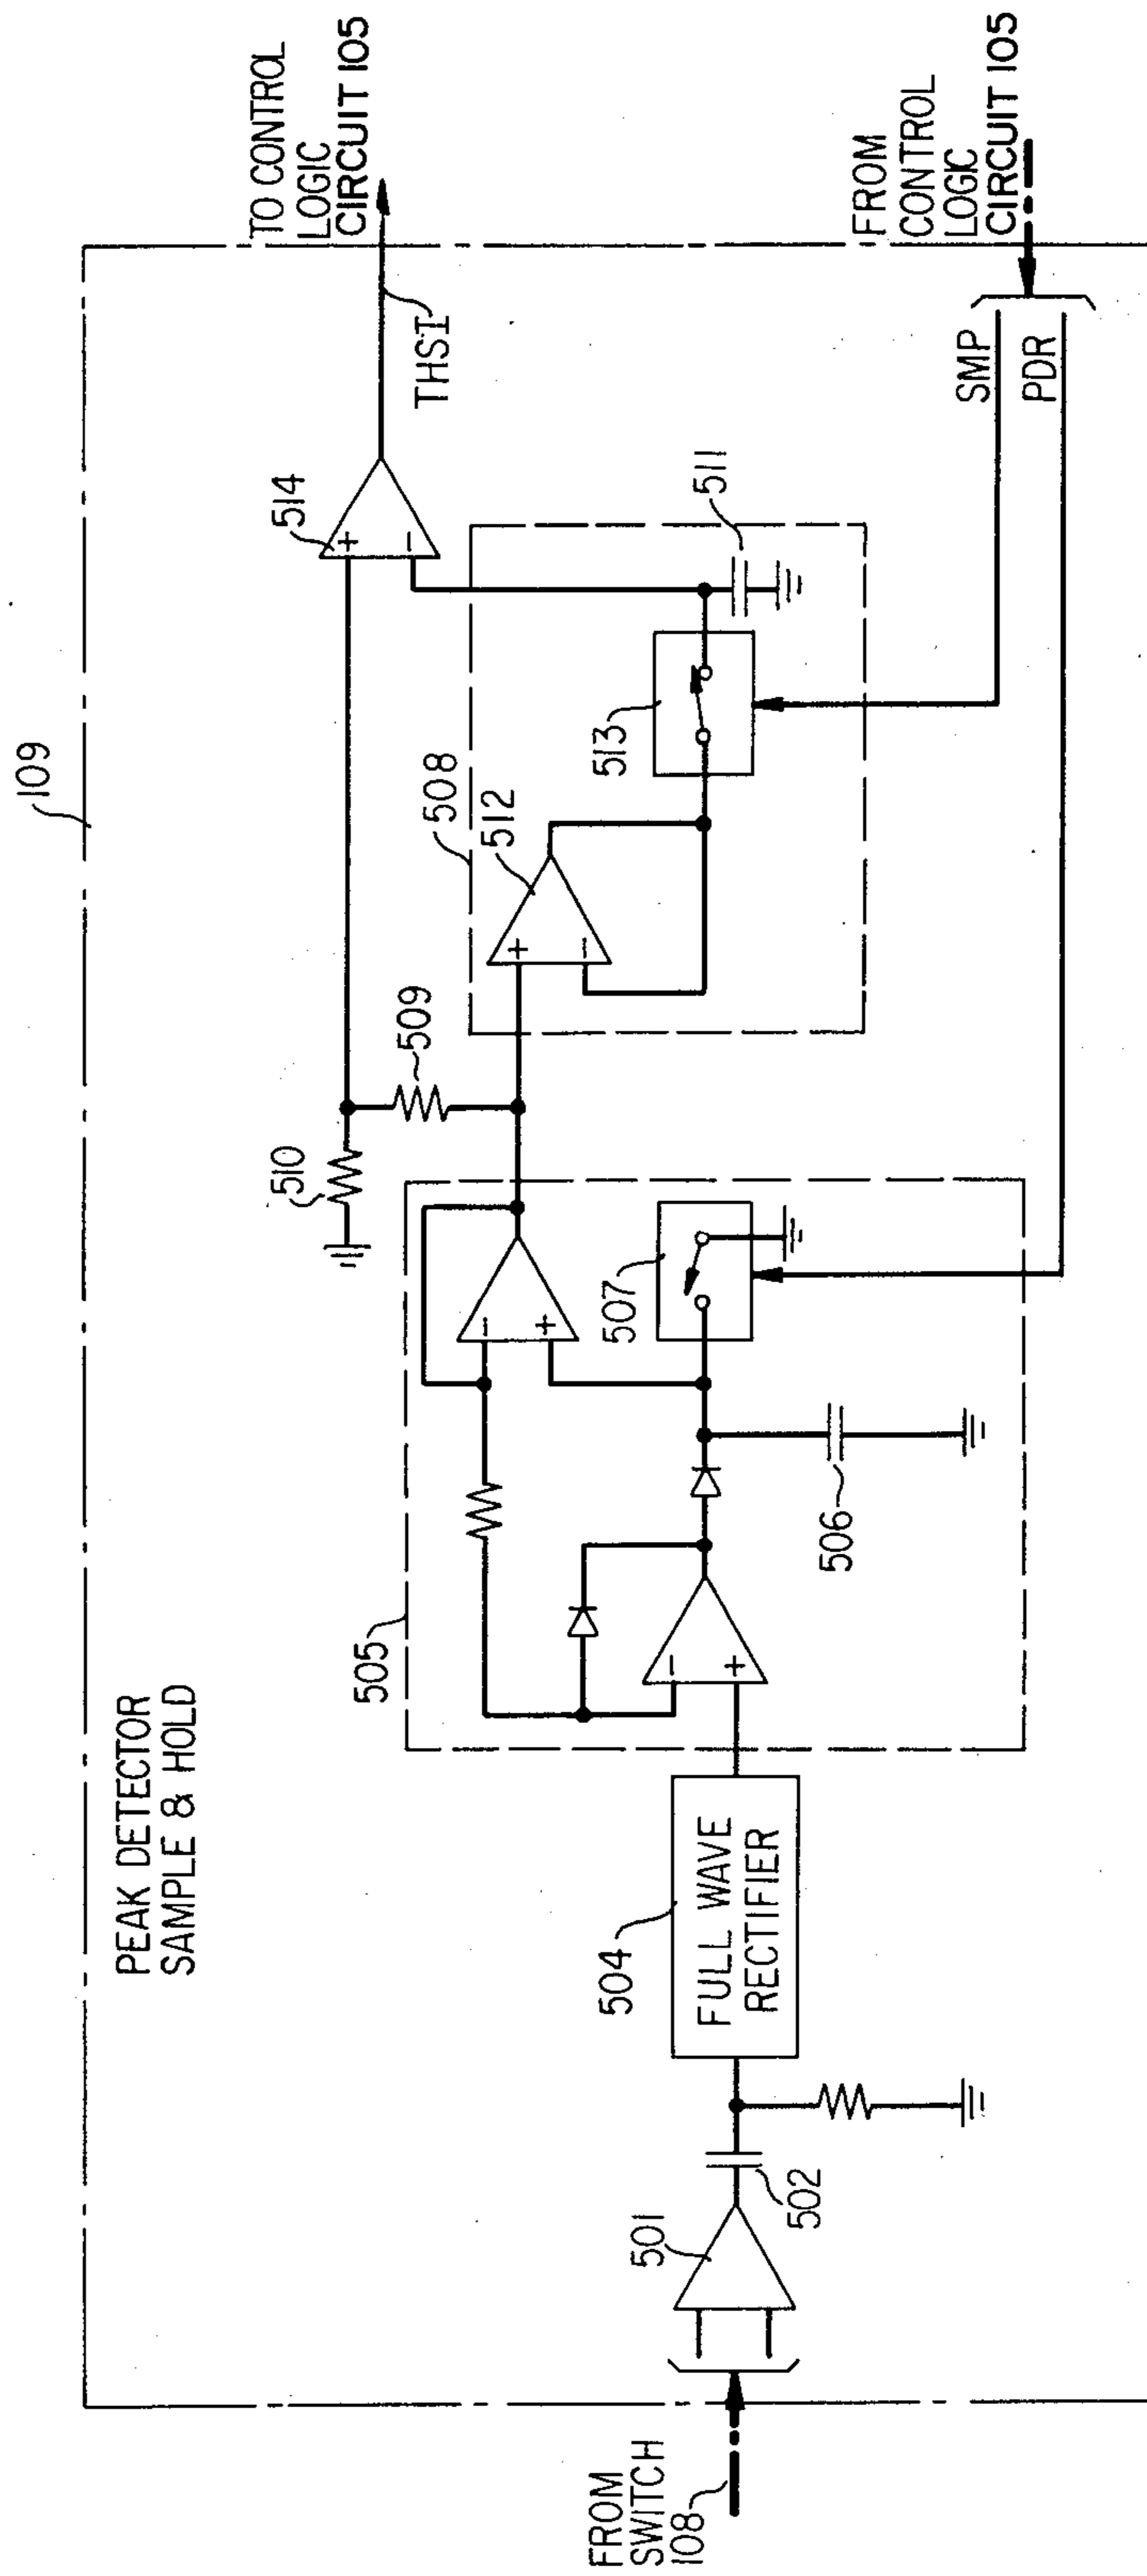 109
PEAK DETECTOR
SAMPLE & HOLD
TO CONTROL
LOGIC
CIRCUIT 105
THSI
514
+
-
510
509
508
512
+
-
513
511
FROM
CONTROL
LOGIC
CIRCUIT 105
SMP
PDR
505
-
+
507
-
+
506
504
FULL WAVE
RECTIFIER
501
502
FROM
SWITCH
108